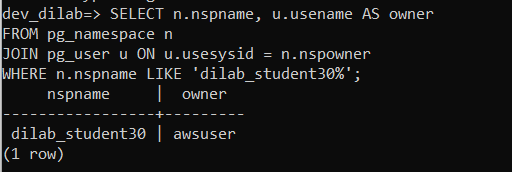 dev_dilab=> SELECT n.nspname, u.usename AS owner
FROM pg_namespace n
JOIN pg_user u ON u.usesysid = n.nspowner
WHERE n.nspname LIKE 'dilab_student30%';
     nspname     |  owner
-----------------+---------
 dilab_student30 | awsuser
(1 row)